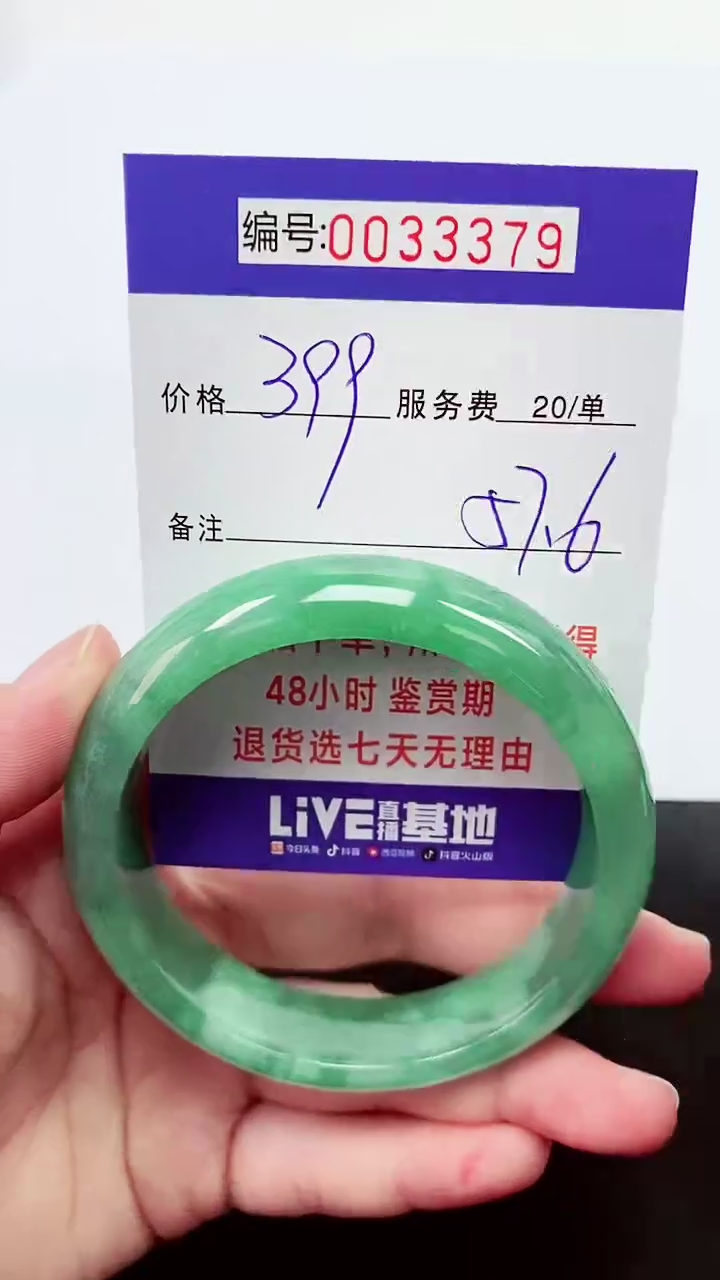 编号:0033379
价格 399 服务费 20/单
备注 57.6
得
48小时 鉴赏期
退货选七天无理由
LiVE直播基地
今日头条 抖音 西瓜视频 抖音火山版